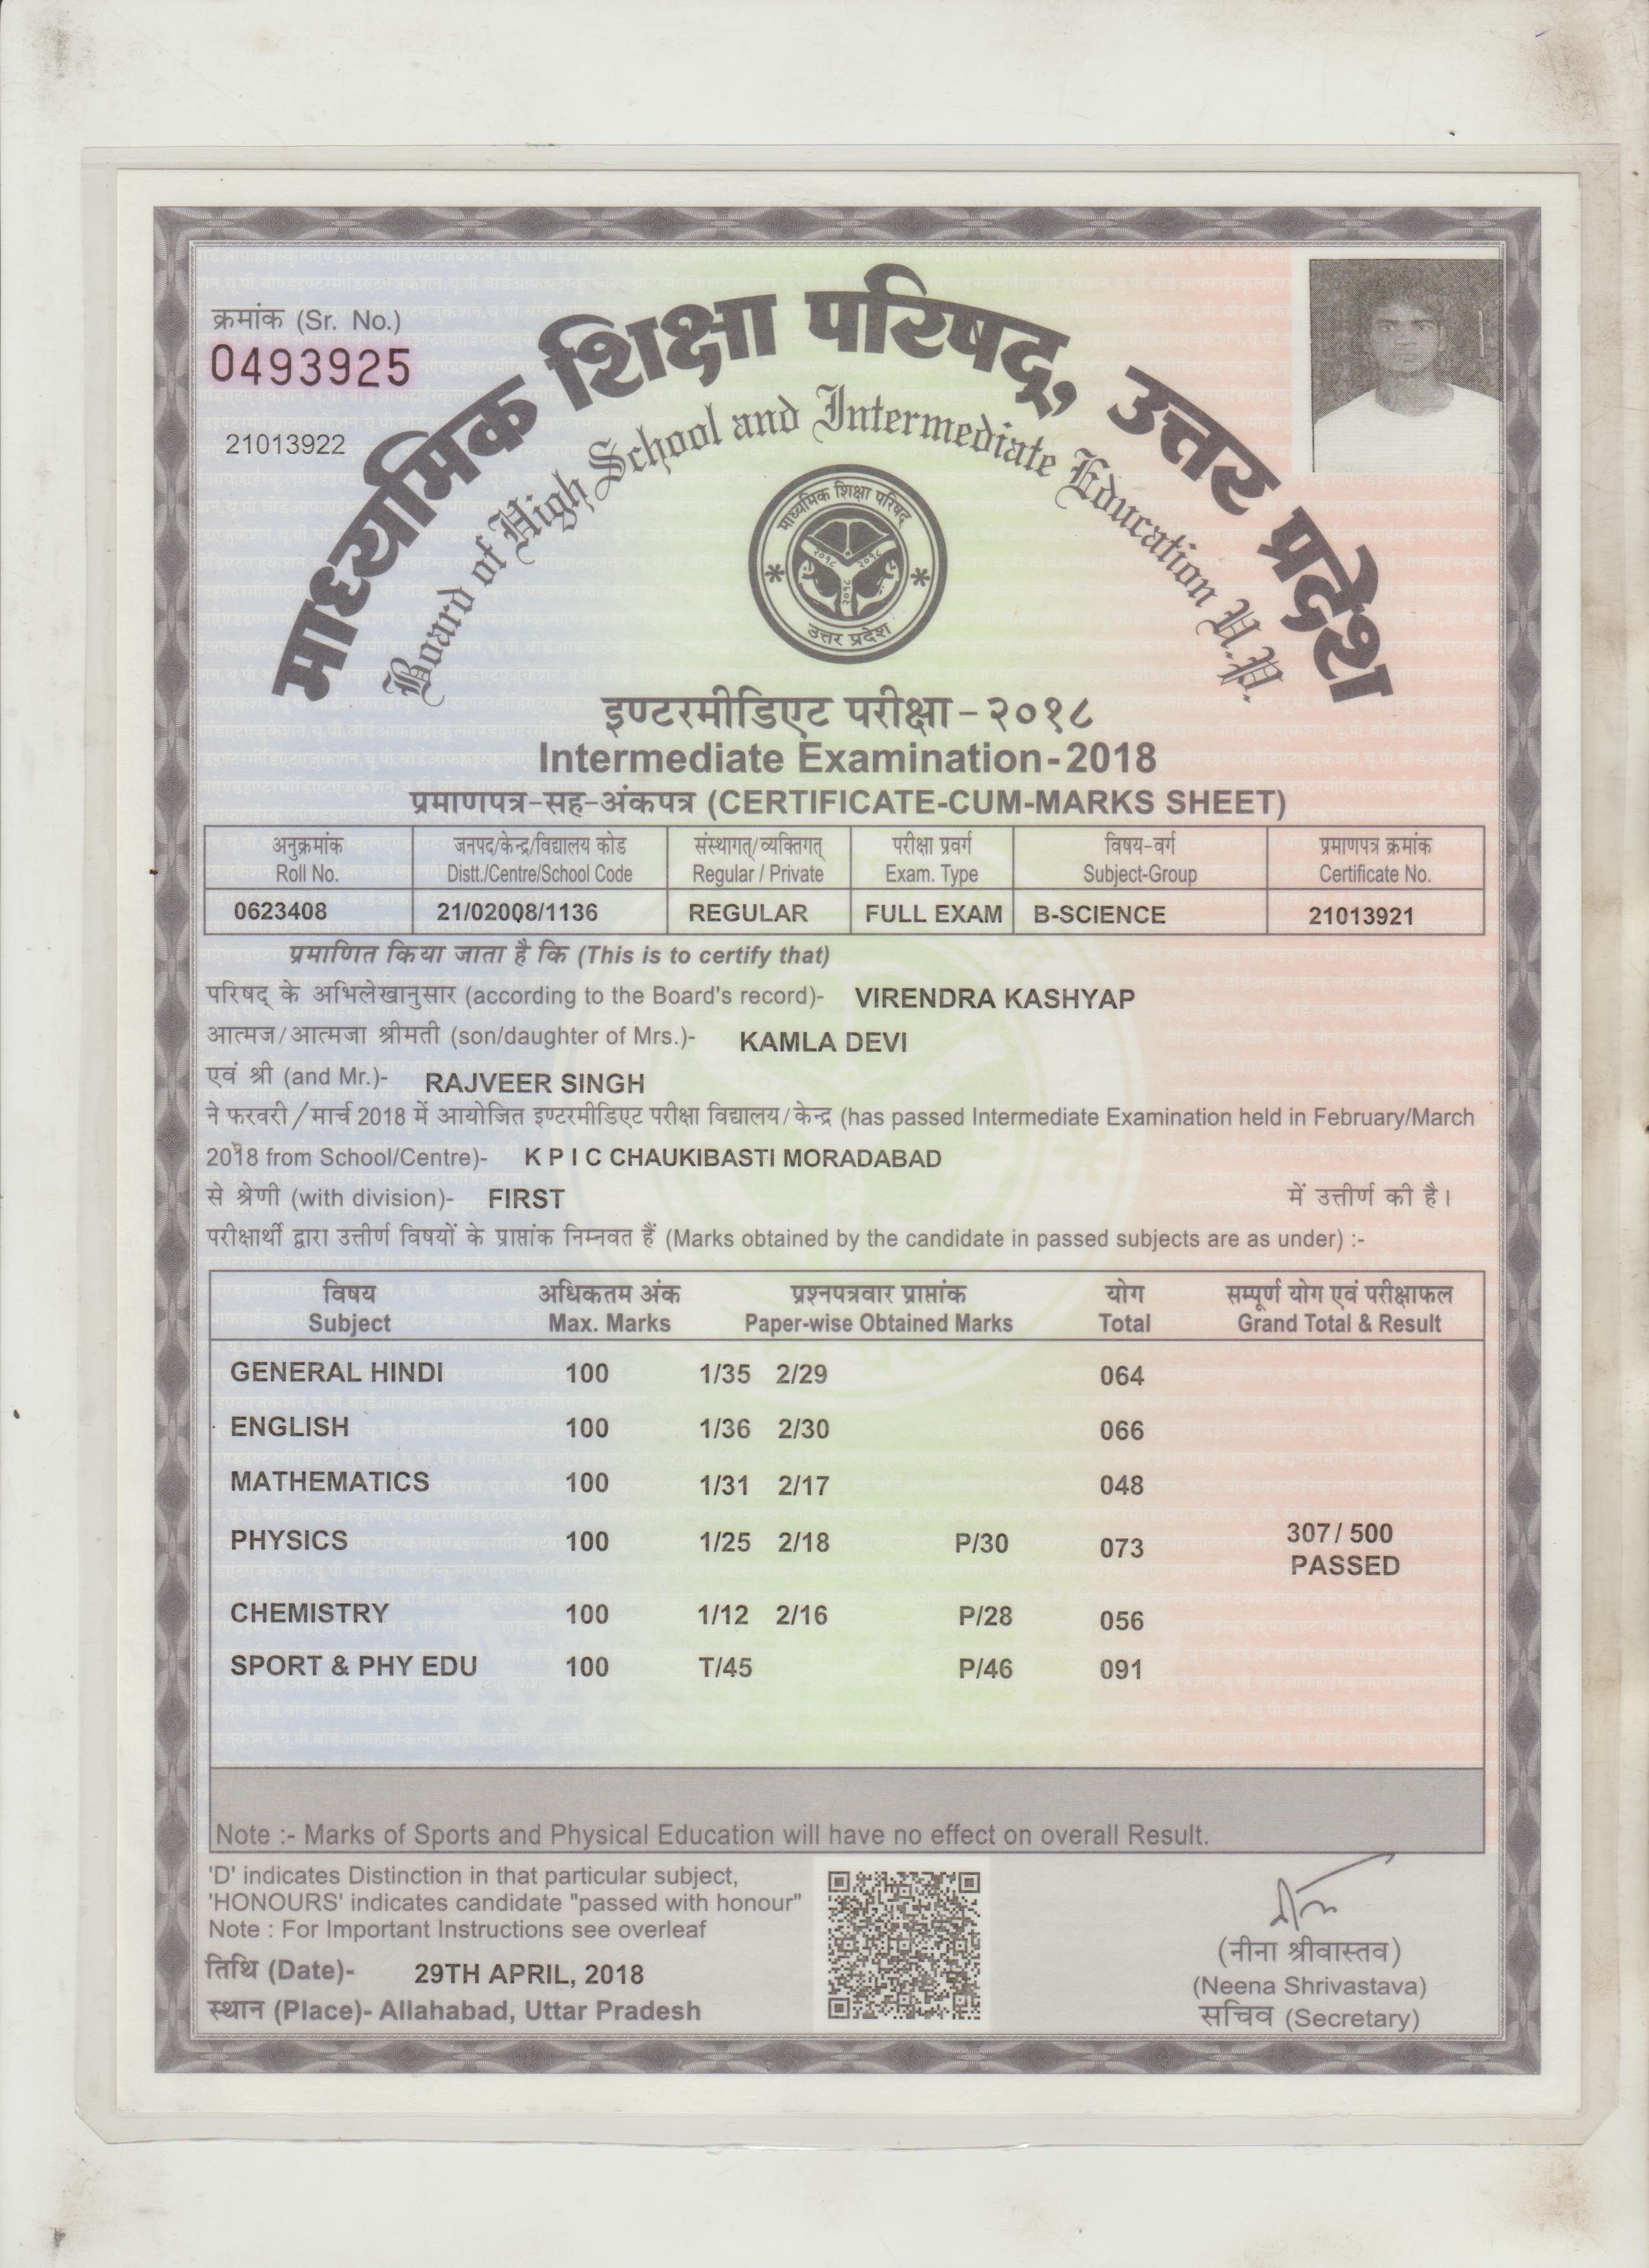 क्रमांक (Sr. No.)
0493925
21013922
माध्यमिक शिक्षा परिषद्, उत्तर प्रदेश
Board of High School and Intermediate Education U.P.
माध्यमिक शिक्षा परिषद
२०१८ २०१८
२०१८
उत्तर प्रदेश
इण्टरमीडिएट परीक्षा - २०१८
Intermediate Examination - 2018
प्रमाणपत्र-सह-अंकपत्र (CERTIFICATE-CUM-MARKS SHEET)
अनुक्रमांक जनपद/केन्द्र/विद्यालय कोड संस्थागत्/व्यक्तिगत् परीक्षा प्रवर्ग विषय-वर्ग प्रमाणपत्र क्रमांक
Roll No. Distt./Centre/School Code Regular / Private Exam. Type Subject-Group Certificate No.
0623408 21/02008/1136 REGULAR FULL EXAM B-SCIENCE 21013921
प्रमाणित किया जाता है कि (This is to certify that)
परिषद् के अभिलेखानुसार (according to the Board's record)- VIRENDRA KASHYAP
आत्मज/आत्मजा श्रीमती (son/daughter of Mrs.)- KAMLA DEVI
एवं श्री (and Mr.)- RAJVEER SINGH
ने फरवरी/मार्च 2018 में आयोजित इण्टरमीडिएट परीक्षा विद्यालय/केन्द्र (has passed Intermediate Examination held in February/March
2018 from School/Centre)- K P I C CHAUKIBASTI MORADABAD
से श्रेणी (with division)- FIRST में उत्तीर्ण की है।
परीक्षार्थी द्वारा उत्तीर्ण विषयों के प्राप्तांक निम्नवत हैं (Marks obtained by the candidate in passed subjects are as under) :-
विषय अधिकतम अंक प्रश्नपत्रवार प्राप्तांक योग सम्पूर्ण योग एवं परीक्षाफल
Subject Max. Marks Paper-wise Obtained Marks Total Grand Total & Result
GENERAL HINDI 100 1/35 2/29 064
ENGLISH 100 1/36 2/30 066
MATHEMATICS 100 1/31 2/17 048
PHYSICS 100 1/25 2/18 P/30 073 307/ 500
PASSED
CHEMISTRY 100 1/12 2/16 P/28 056
SPORT & PHY EDU 100 T/45 P/46 091
Note :- Marks of Sports and Physical Education will have no effect on overall Result.
'D' indicates Distinction in that particular subject,
'HONOURS' indicates candidate "passed with honour"
Note : For Important Instructions see overleaf
तिथि (Date)- 29TH APRIL, 2018
स्थान (Place)- Allahabad, Uttar Pradesh
(नीना श्रीवास्तव)
(Neena Shrivastava)
सचिव (Secretary)